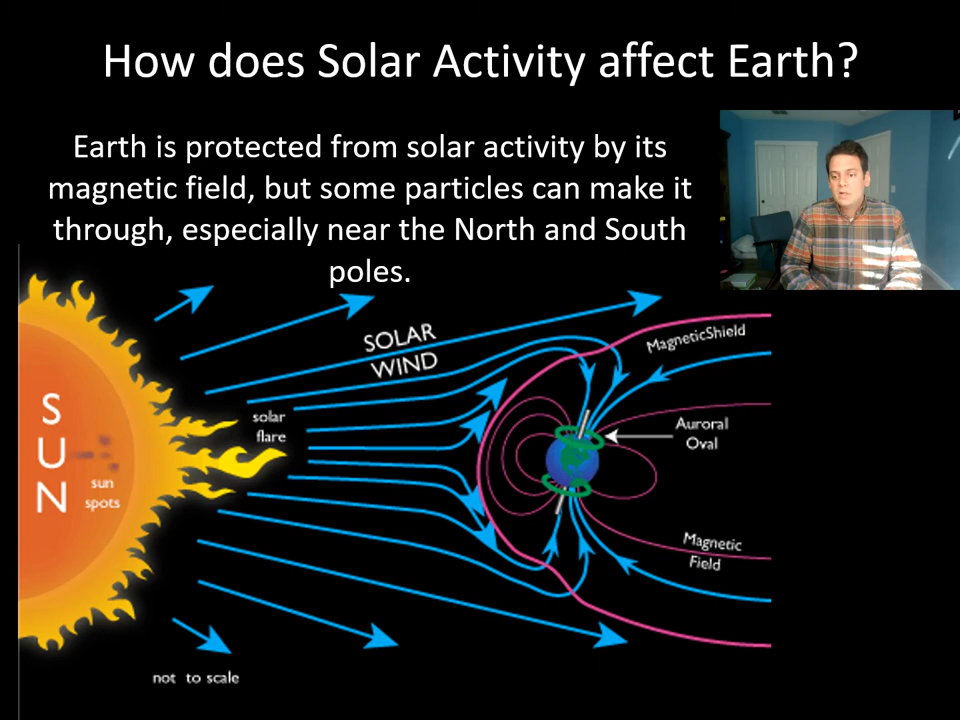 How does Solar Activity affect Earth?
Earth is protected from solar activity by its
magnetic field, but some particles can make it
through, especially near the North and South
poles.
SOLAR
WIND
MagneticShield
solar
flare
Auroral
Oval
S
U
N
sun
spots
Magnetic
Field
not to scale